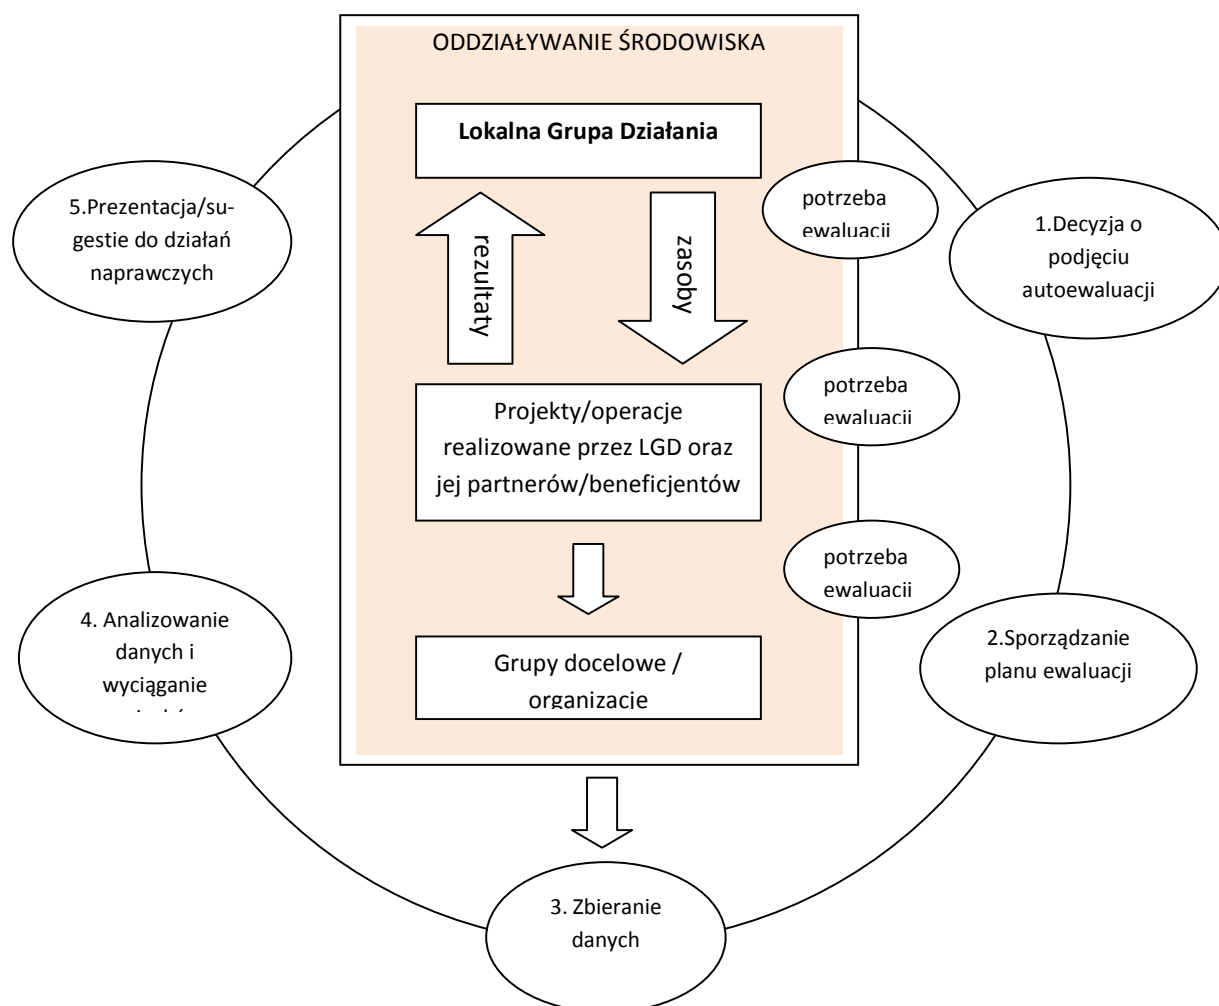 ODDZIAŁYWANIE ŚRODOWISKA
Lokalna Grupa Działania
rezultaty
zasoby
potrzeba
ewaluacji
Projekty/operacje
realizowane przez LGD oraz
jej partnerów/beneficjentów
potrzeba
ewaluacji
potrzeba
ewaluacji
Grupy docelowe /
organizacje
1.Decyzja o
podjęciu
autoewaluacji
2.Sporządzanie
planu ewaluacji
3. Zbieranie
danych
4. Analizowanie
danych i
wyciąganie
5.Prezentacja/su-
gestie do działań
naprawczych